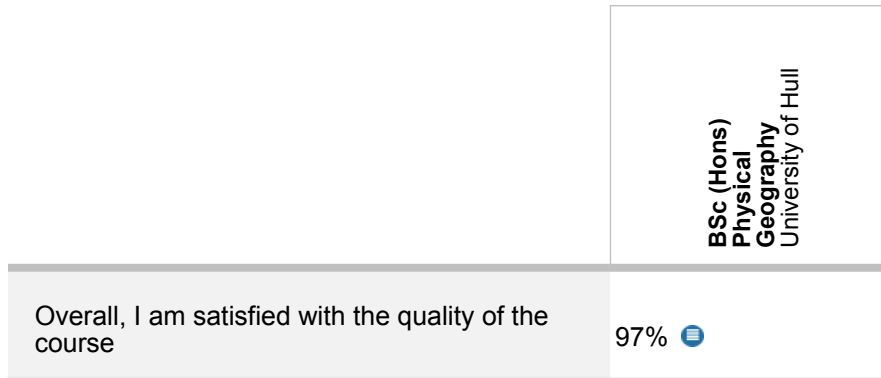 BSc (Hons)
Physical
Geography
University of Hull
Overall, I am satisfied with the quality of the
course
97%